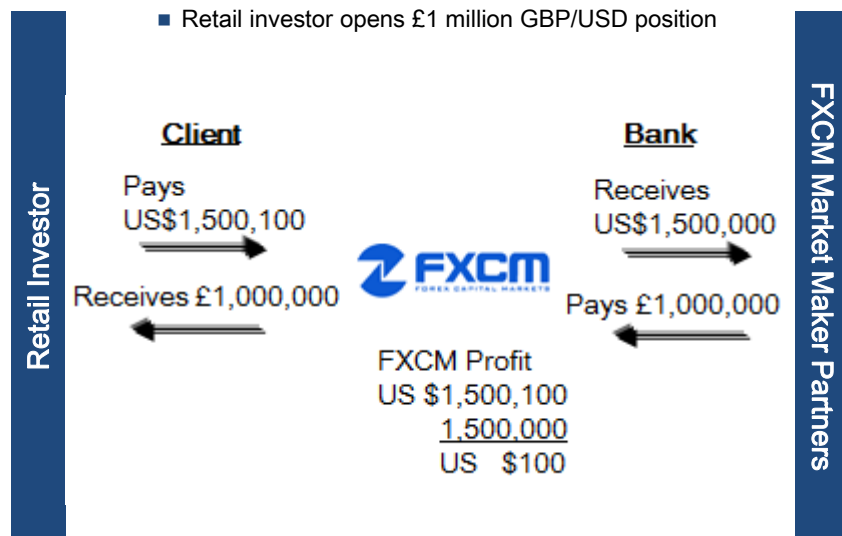 ■ Retail investor opens £1 million GBP/USD position
Retail Investor
Client
Pays
US$1,500,100
Receives £1,000,000
FXCM
FOREX CAPITAL MARKETS
Bank
Receives
US$1,500,000
Pays £1,000,000
FXCM Profit
US $1,500,100
1,500,000
US $100
FXCM Market Maker Partners